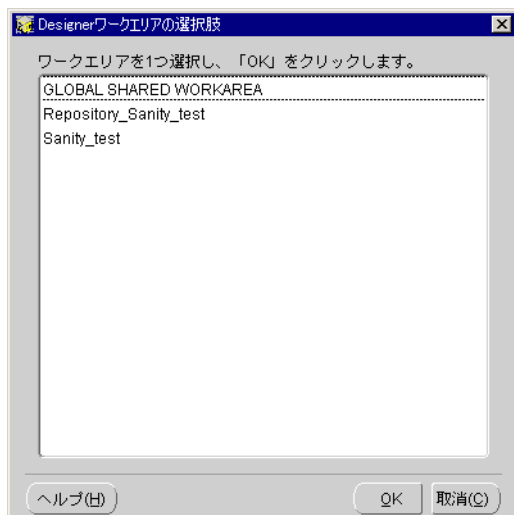 Designerワークエリアの選択肢
ワークエリアを1つ選択し、「OK」をクリックします。
GLOBAL SHARED WORKAREA
Repository_Sanity_test
Sanity_test
ヘルプ(H) OK 取消(C)